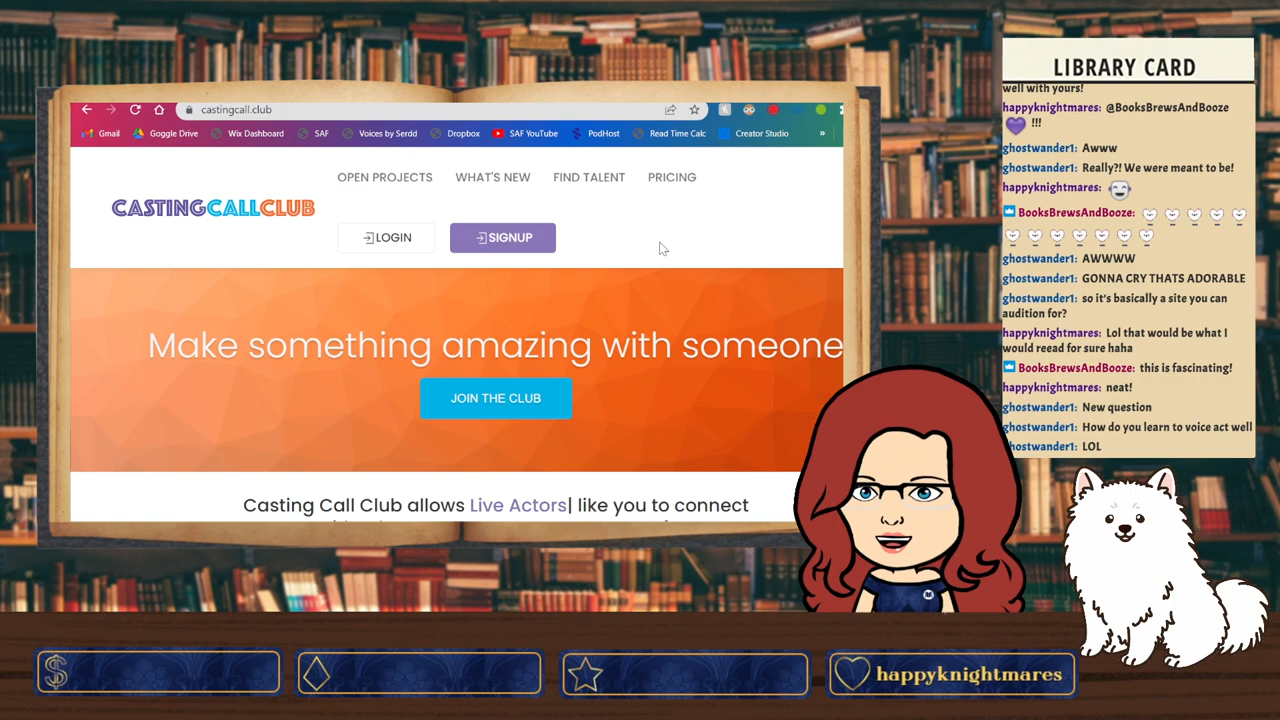 castingcall.club
Gmail
Goggle Drive
Wix Dashboard
SAF
Voices by Serdd
Dropbox
SAF YouTube
PodHost
Read Time Calc
Creator Studio
»
OPEN PROJECTS
WHAT'S NEW
FIND TALENT
PRICING
CASTINGCALLCLUB
LOGIN
SIGNUP
Make something amazing with someone
JOIN THE CLUB
Casting Call Club allows Live Actors| like you to connect
LIBRARY CARD
well with yours!
happyknightmares: @BooksBrewsAndBooze
!!!
ghostwander1: Awww
ghostwander1: Really?! We were meant to be!
happyknightmares:
BooksBrewsAndBooze:
ghostwander1: AWWWW
ghostwander1: GONNA CRY THATS ADORABLE
ghostwander1: so it's basically a site you can
audition for?
happyknightmares: Lol that would be what I
would reead for sure haha
BooksBrewsAndBooze: this is fascinating!
happyknightmares: neat!
ghostwander1: New question
ghostwander1: How do you learn to voice act well
hostwander1: LOL
$
happyknightmares